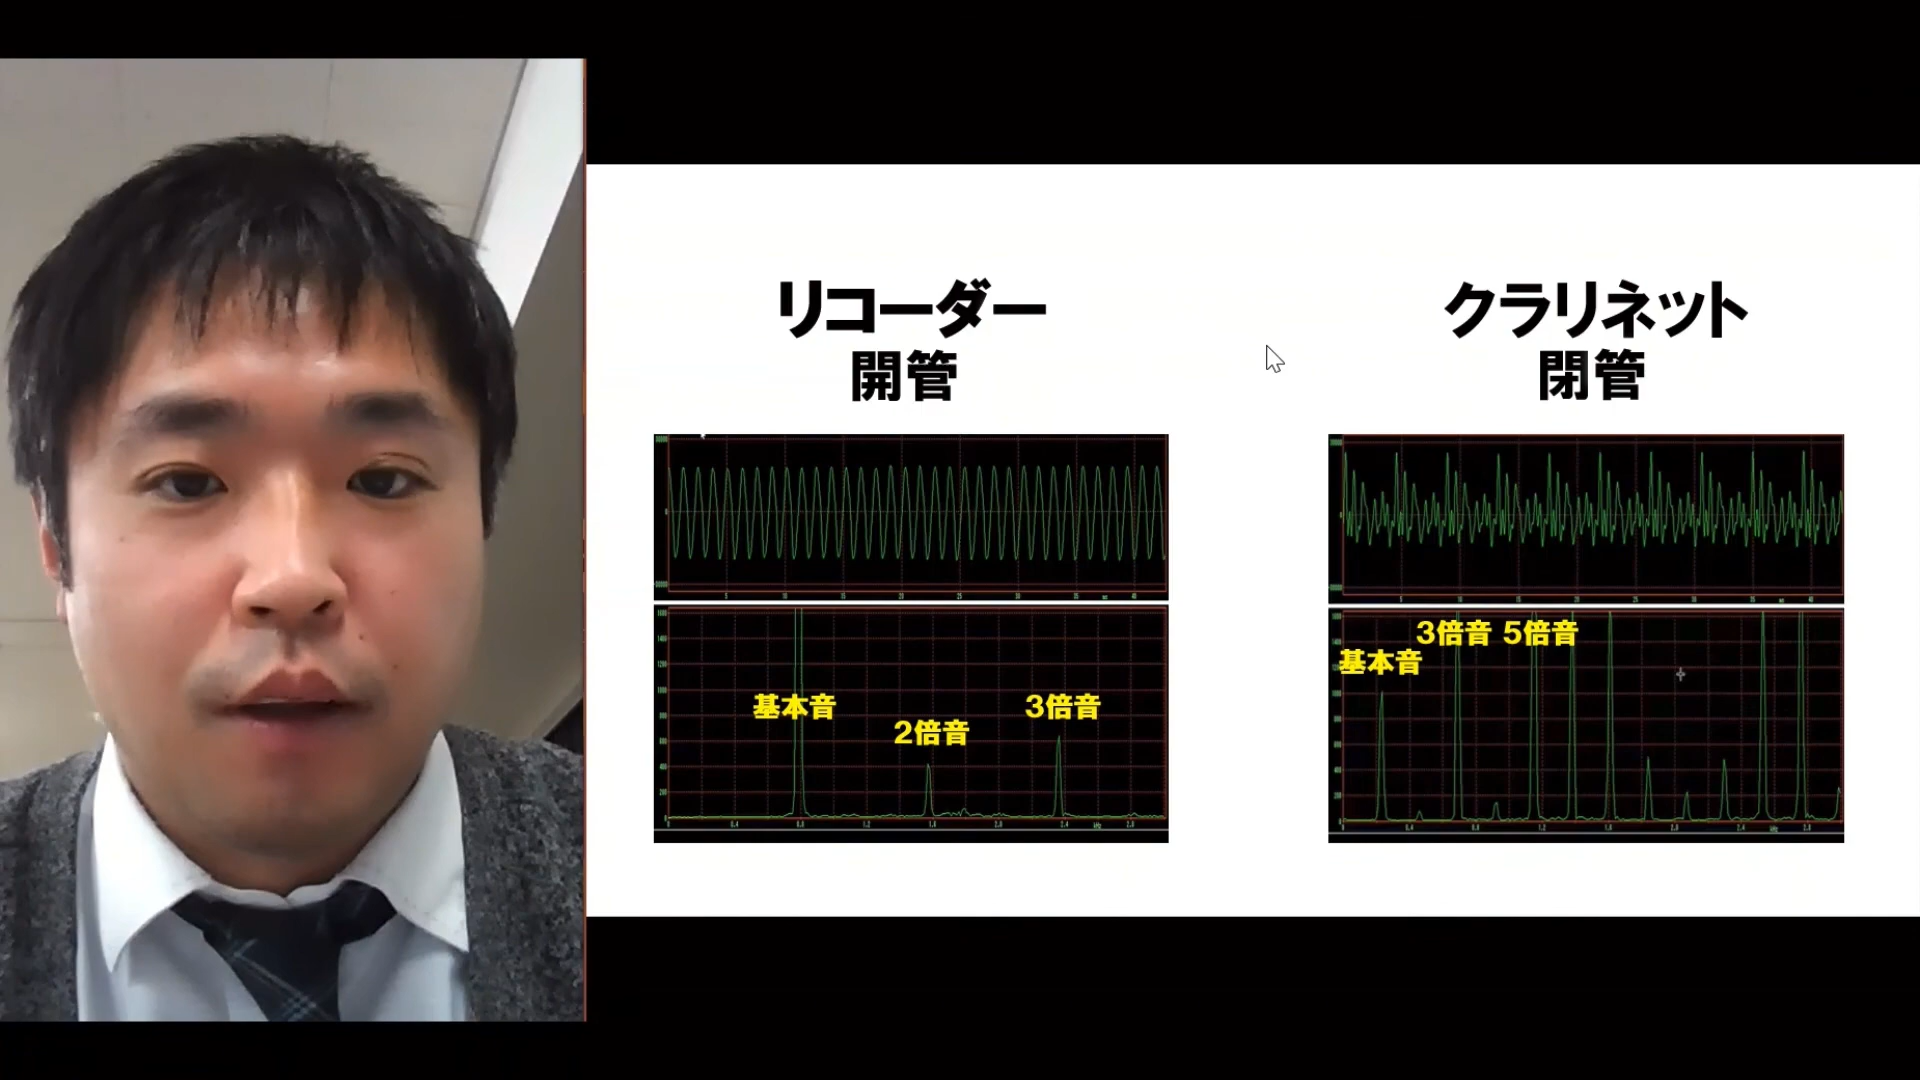 リコーダー
開管
クラリネット
閉管
基本音
2倍音
3倍音
3倍音 5倍音
基本音